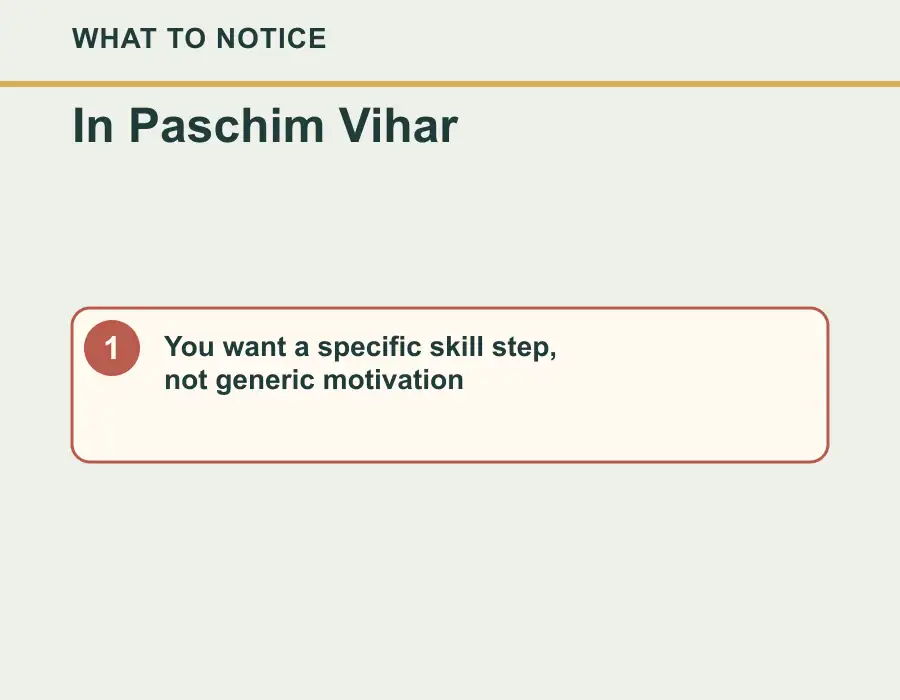 WHAT TO NOTICE
In Paschim Vihar
1
You want a specific skill step,
not generic motivation